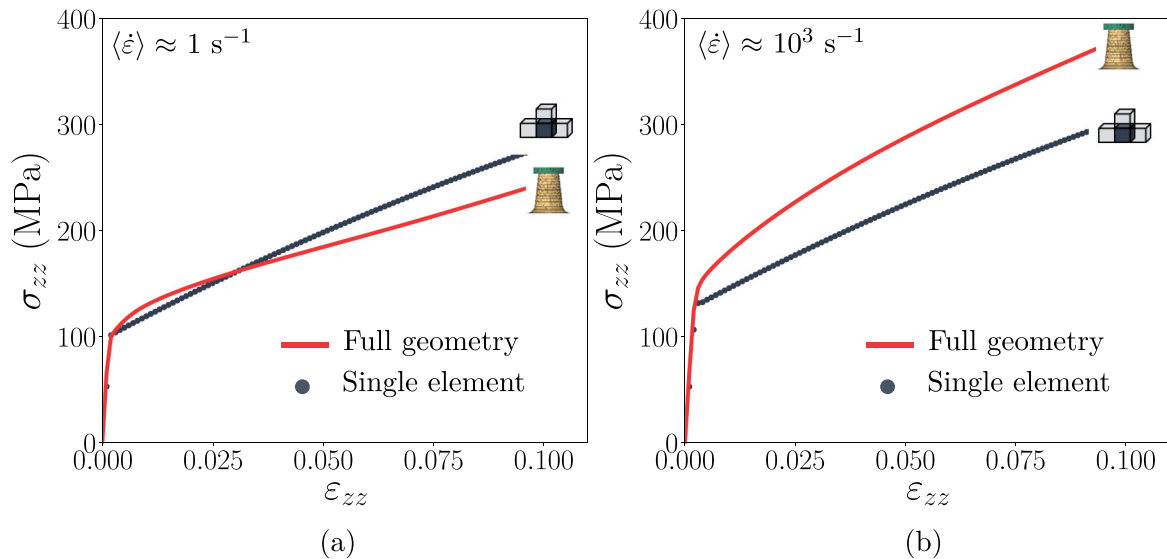 400
300
200
100
0
σzz (MPa)
⟨ε̇⟩ ≈ 1 s⁻¹
Full geometry
Single element
0.000 0.025 0.050 0.075 0.100
εzz
(a)
400
300
200
100
0
σzz (MPa)
⟨ε̇⟩ ≈ 10³ s⁻¹
Full geometry
Single element
0.000 0.025 0.050 0.075 0.100
εzz
(b)